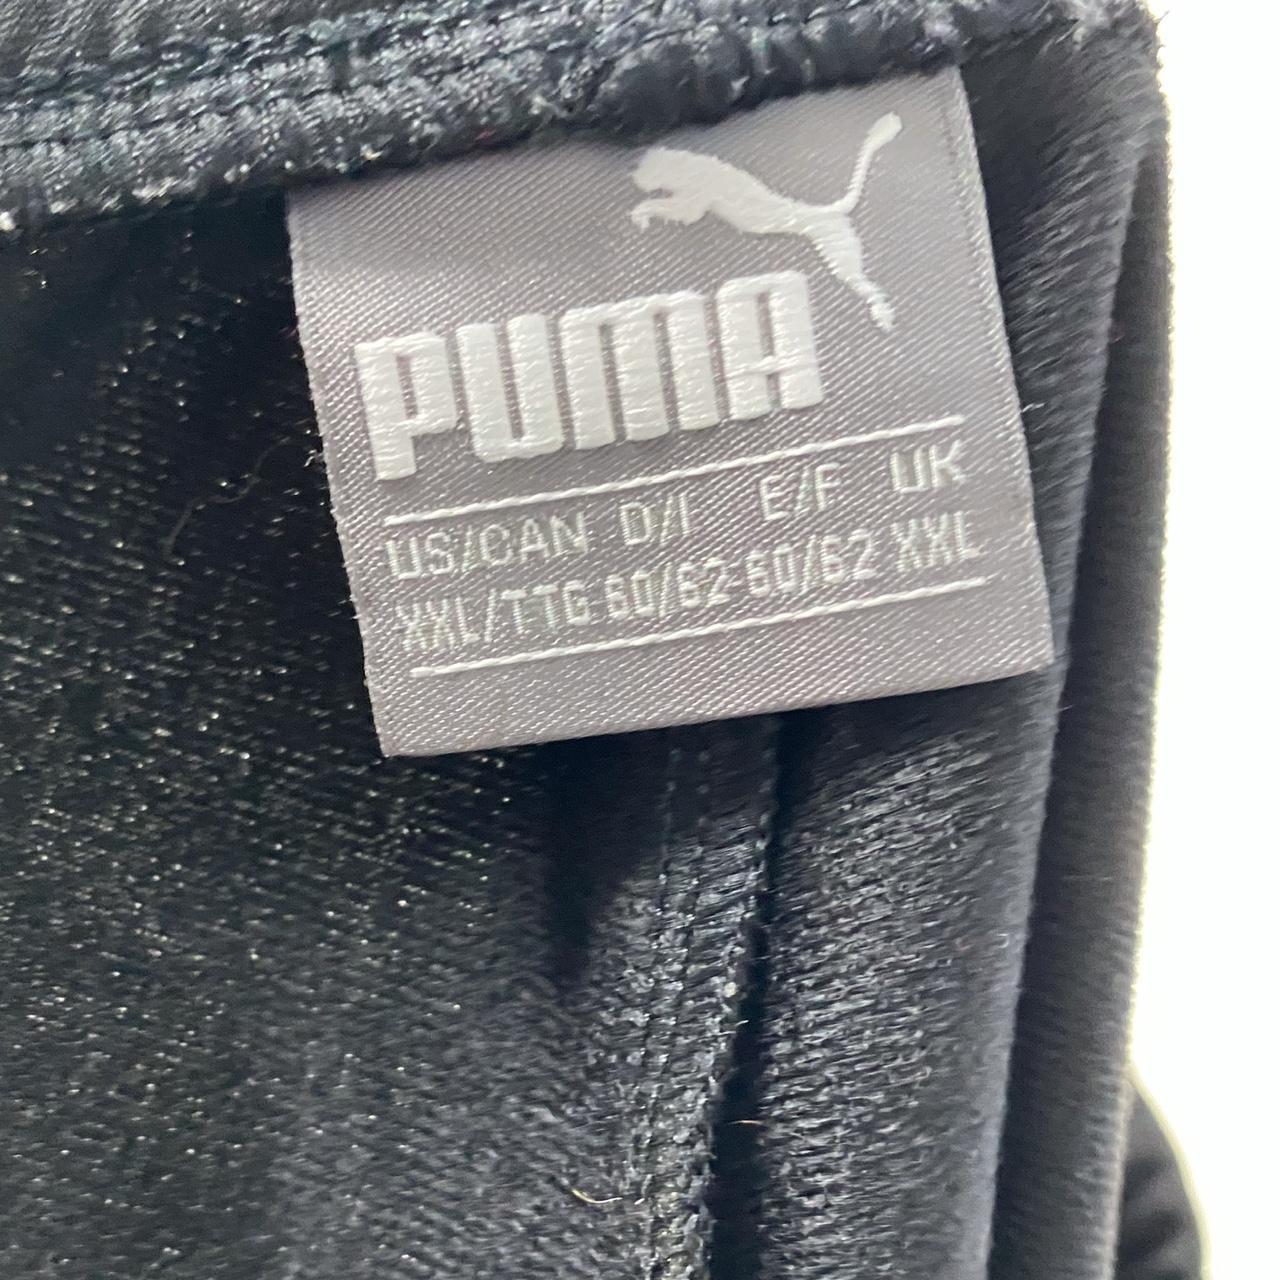 PUMA
US/CAN D/I E/F UK
XXL/TTG 60/62 60/62 XXL